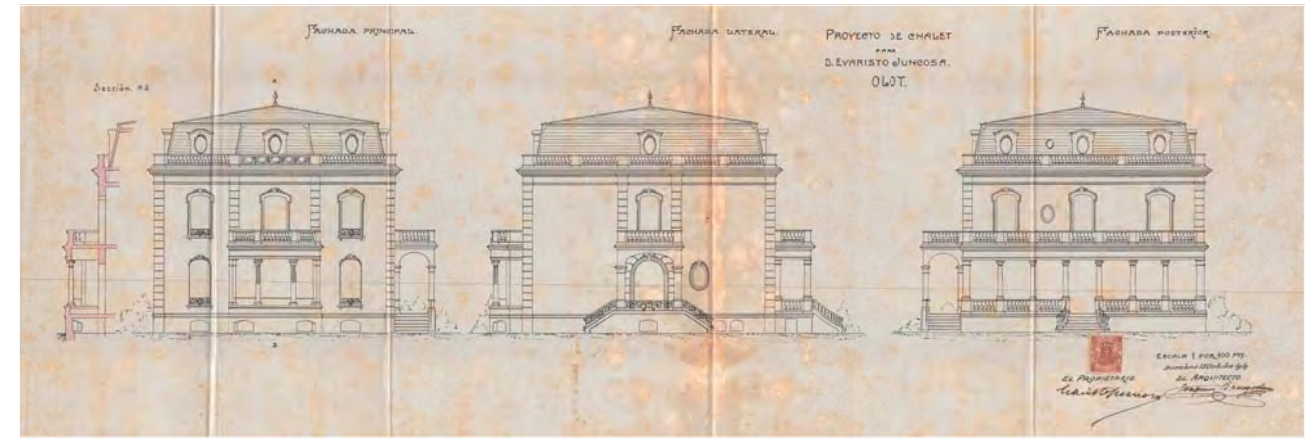 FACHADA PRINCIPAL.
FACHADA LATERAL.
PROYECTO DE CHALET
PARA
D. EVARISTO JUNCOSA.
OLOT.
FACHADA POSTERIOR
Sección
EL PROPIETARIO
ESCALA 1 POR 100 MTS.
EL ARQUITECTO